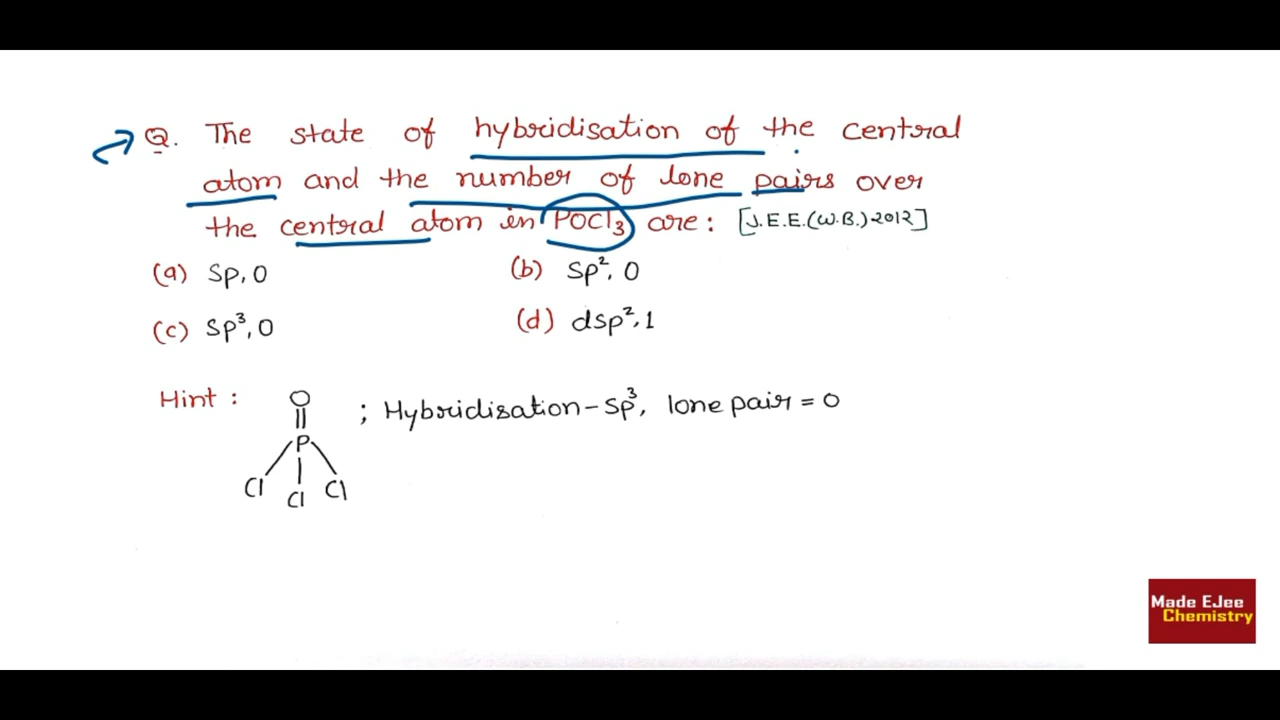 Q. The state of hybridisation of the central
atom and the number of lone pairs over
the central atom in POCl₃ are: [J.E.E.(W.B.)-2012]
(a) Sp, 0 (b) Sp², 0
(c) Sp³, 0 (d) dsp², 1
Hint : O ; Hybridisation - Sp³, lone pair = 0
P
Cl Cl Cl
Made EJee
Chemistry